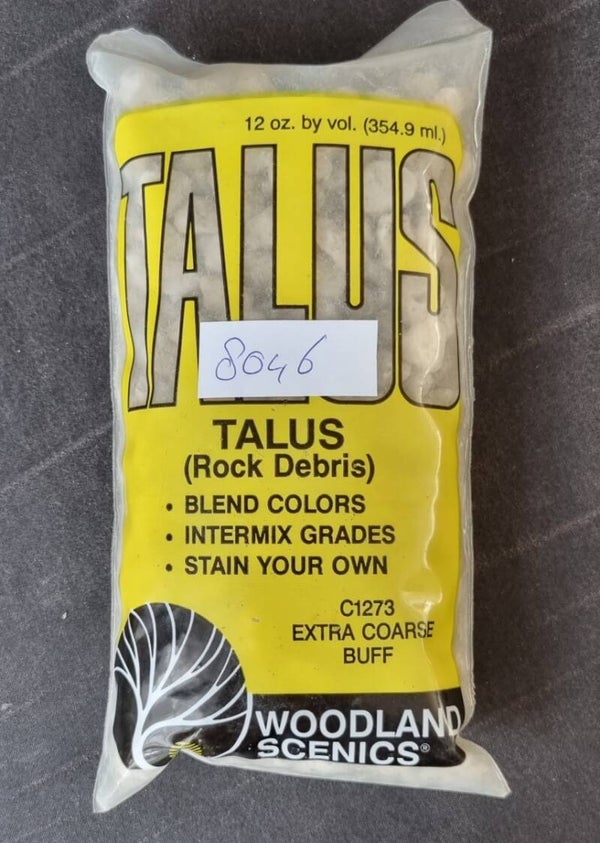 12 oz. by vol. (354.9 ml.)
TALUS
8046
TALUS
(Rock Debris)
• BLEND COLORS
• INTERMIX GRADES
• STAIN YOUR OWN
C1273
EXTRA COARSE
BUFF
WOODLAND
SCENICS®